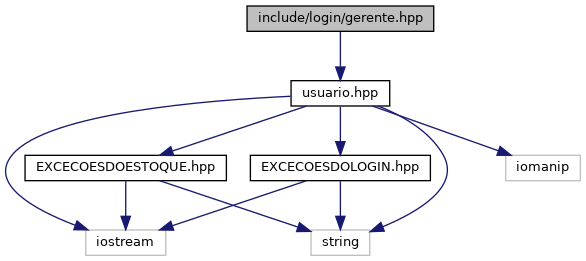 include/login/gerente.hpp
usuario.hpp
EXCECOESDOESTOQUE.hpp
EXCECOESDOLOGIN.hpp
iomanip
iostream
string